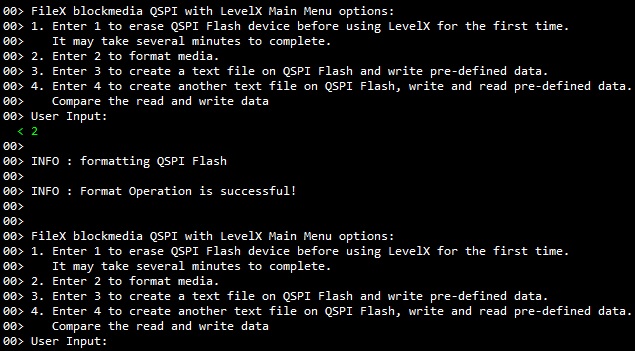 00> FileX blockmedia QSPI with LevelX Main Menu options:
00> 1. Enter 1 to erase QSPI Flash device before using LevelX for the first time.
00>    It may take several minutes to complete.
00> 2. Enter 2 to format media.
00> 3. Enter 3 to create a text file on QSPI Flash and write pre-defined data.
00> 4. Enter 4 to create another text file on QSPI Flash, write and read pre-defined data.
00>    Compare the read and write data
00> User Input:
  < 2
00>
00> INFO : formatting QSPI Flash
00>
00> INFO : Format Operation is successful!
00>
00>
00> FileX blockmedia QSPI with LevelX Main Menu options:
00> 1. Enter 1 to erase QSPI Flash device before using LevelX for the first time.
00>    It may take several minutes to complete.
00> 2. Enter 2 to format media.
00> 3. Enter 3 to create a text file on QSPI Flash and write pre-defined data.
00> 4. Enter 4 to create another text file on QSPI Flash, write and read pre-defined data.
00>    Compare the read and write data
00> User Input: